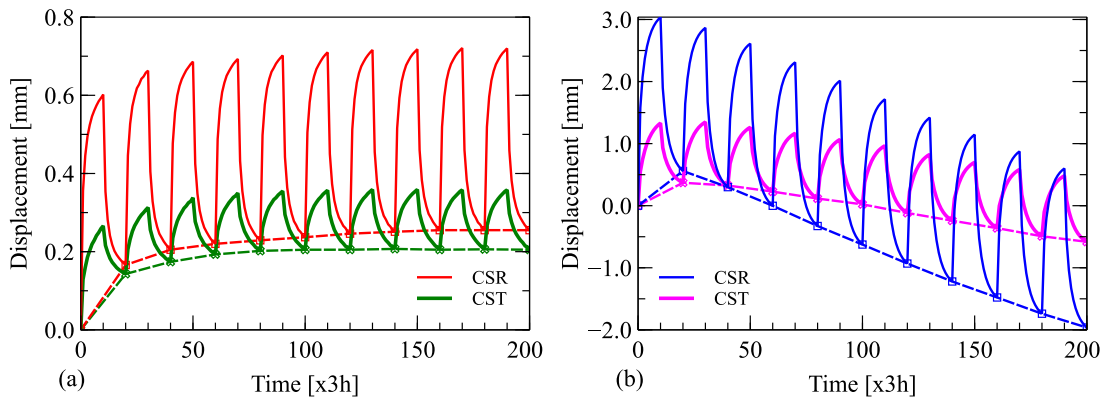 0.8
0.6
0.4
0.2
0.0
Displacement [mm]
CSR
CST
0 50 100 150 200
Time [x3h]
(a)
3.0
2.0
1.0
0.0
−1.0
−2.0
Displacement [mm]
CSR
CST
0 50 100 150 200
Time [x3h]
(b)